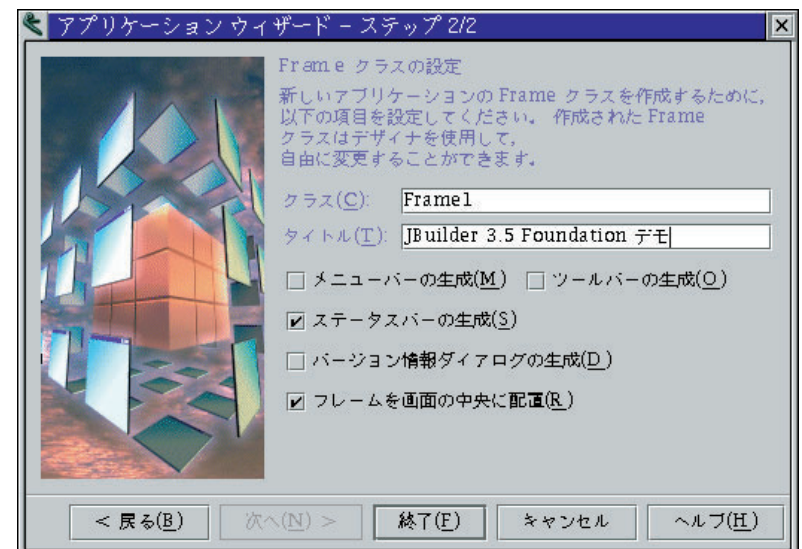 アプリケーション ウィザード – ステップ 2/2
Frame クラスの設定
新しいアプリケーションの Frame クラスを作成するために,
以下の項目を設定してください。 作成された Frame
クラスはデザイナを使用して,
自由に変更することができます。
クラス(C): Frame1
タイトル(T): JBuilder 3.5 Foundation デモ
メニューバーの生成(M) ツールバーの生成(O)
ステータスバーの生成(S)
バージョン情報ダイアログの生成(D)
フレームを画面の中央に配置(R)
< 戻る(B) 次へ(N) > 終了(F) キャンセル ヘルプ(H)